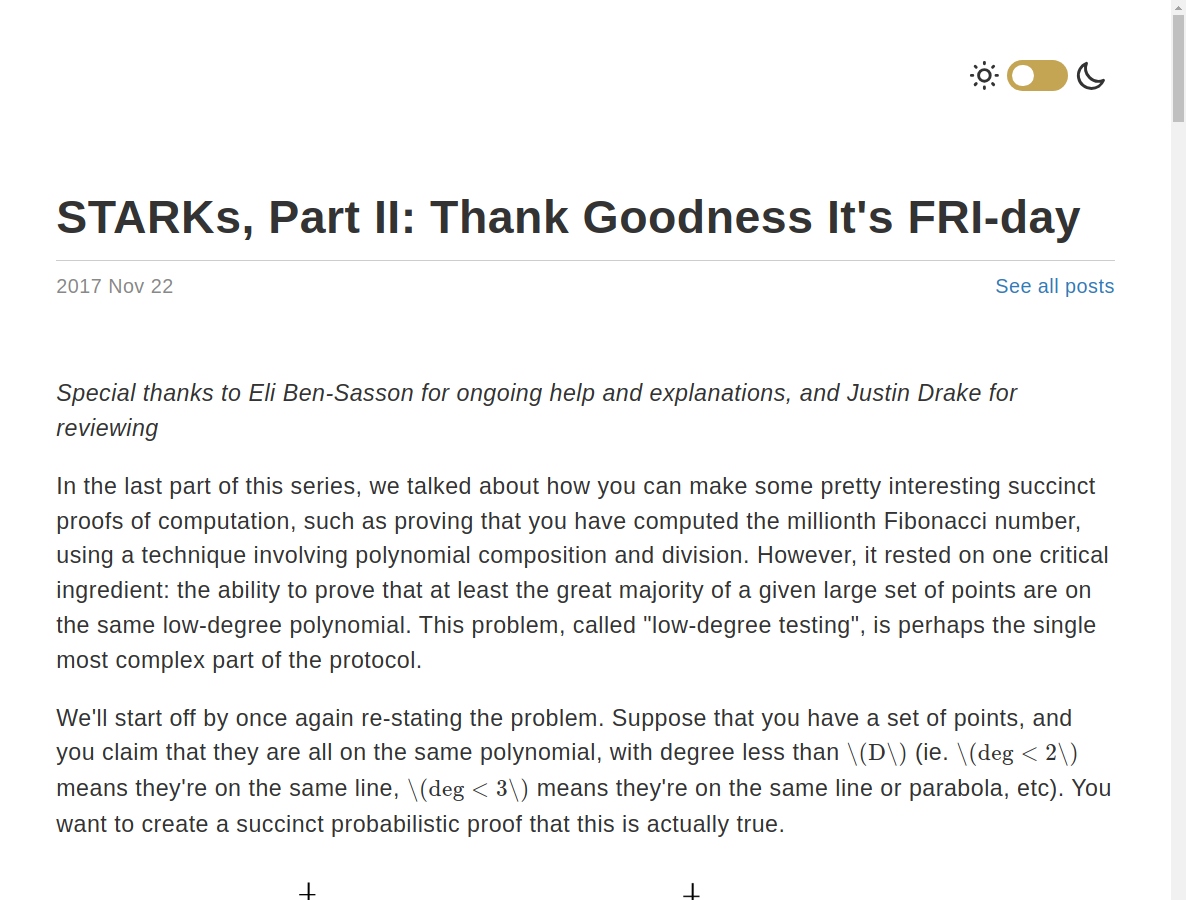 STARKs, Part II: Thank Goodness It's FRI-day
2017 Nov 22
See all posts
Special thanks to Eli Ben-Sasson for ongoing help and explanations, and Justin Drake for
reviewing
In the last part of this series, we talked about how you can make some pretty interesting succinct
proofs of computation, such as proving that you have computed the millionth Fibonacci number,
using a technique involving polynomial composition and division. However, it rested on one critical
ingredient: the ability to prove that at least the great majority of a given large set of points are on
the same low-degree polynomial. This problem, called "low-degree testing", is perhaps the single
most complex part of the protocol.
We'll start off by once again re-stating the problem. Suppose that you have a set of points, and
you claim that they are all on the same polynomial, with degree less than \(D\) (ie. \(deg < 2\)
means they're on the same line, \(deg < 3\) means they're on the same line or parabola, etc). You
want to create a succinct probabilistic proof that this is actually true.